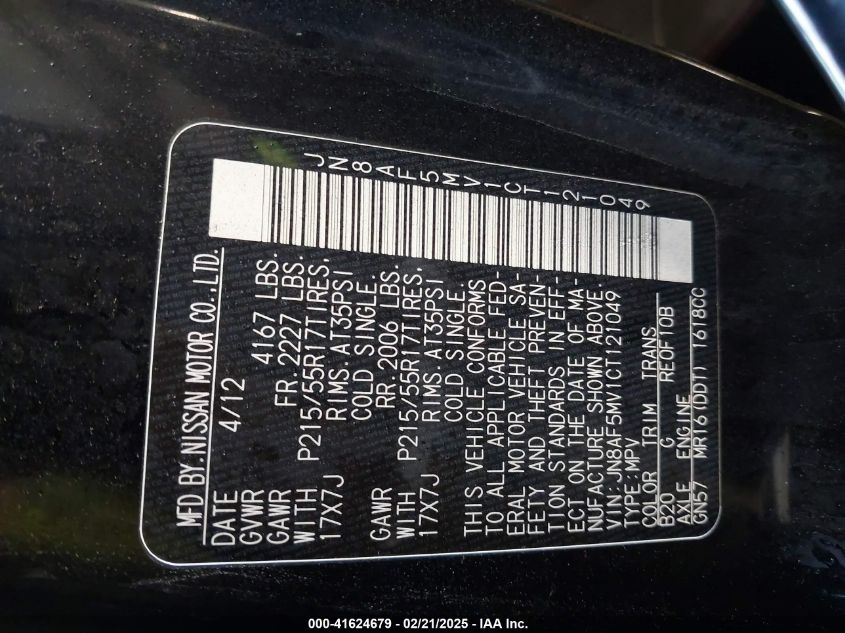 MFD BY. NISSAN MOTOR CO., LTD.
DATE 4/12
GVWR 4167 LBS.
GAWR FR. 2227 LBS.
WITH P215/55R17TIRES,
17X7J RIMS. AT35PSI
COLD SINGLE.
GAWR RR. 2006 LBS.
WITH P215/55R17TIRES,
17X7J RIMS. AT35PSI
COLD SINGLE.
THIS VEHICLE CONFORMS
TO ALL APPLICABLE FED-
ERAL MOTOR VEHICLE SA-
FETY AND THEFT PREVEN-
TION STANDARDS IN EFF-
ECT ON THE DATE OF MA-
NUFACTURE SHOWN ABOVE.
VIN:JN8AF5MV1CT121049
TYPE:MPV
COLOR TRIM TRANS
B20 G RE0F10B
AXLE ENGINE
GN57 MR16(DDT) 1618CC
JN8AF5MV1CT121049
000-41624679 - 02/21/2025 - IAA Inc.